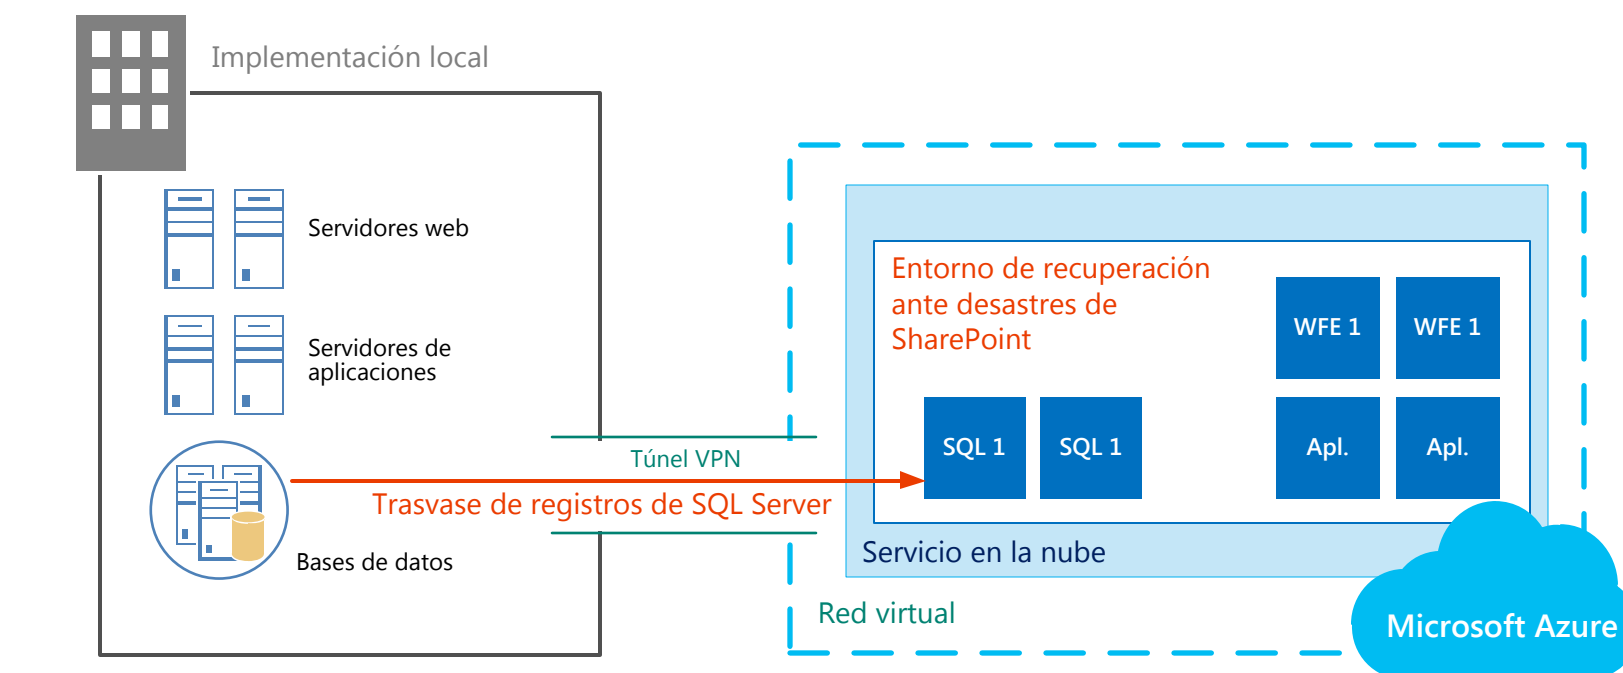 Implementación local
Servidores web
Servidores de
aplicaciones
Bases de datos
Túnel VPN
Trasvase de registros de SQL Server
Entorno de recuperación
ante desastres de
SharePoint
WFE 1
WFE 1
SQL 1
SQL 1
Apl.
Apl.
Servicio en la nube
Red virtual
Microsoft Azure